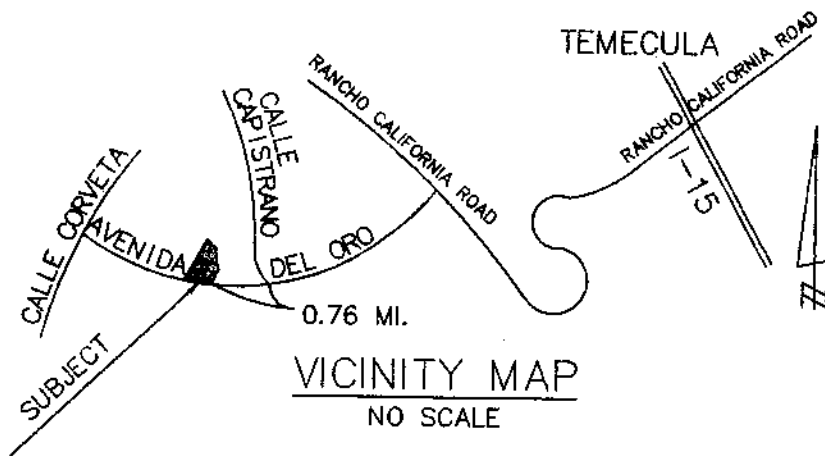 TEMECULA
RANCHO CALIFORNIA ROAD
RANCHO CALIFORNIA ROAD
I-15
CALLE
CAPISTRANO
CALLE CORVETA
AVENIDA
DEL ORO
0.76 MI.
SUBJECT
VICINITY MAP
NO SCALE